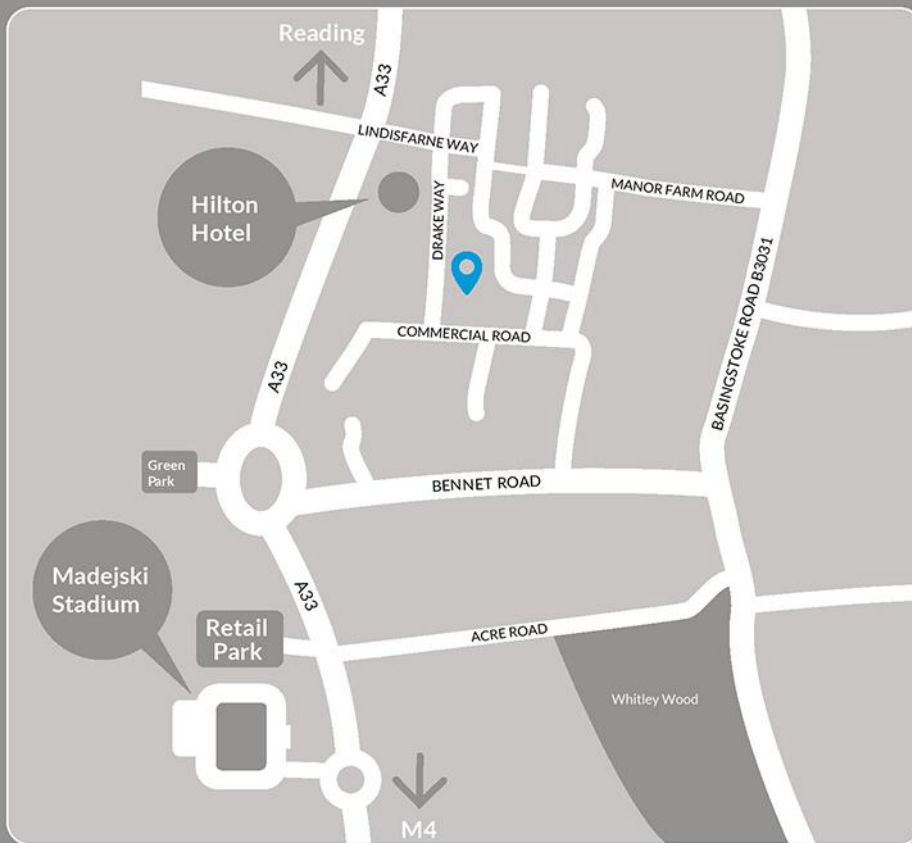 Reading
A33
LINDISFARNE WAY
MANOR FARM ROAD
Hilton
Hotel
DRAKE WAY
BASINGSTOKE ROAD B3031
COMMERCIAL ROAD
A33
Green
Park
BENNET ROAD
Madejski
Stadium
A33
Retail
Park
ACRE ROAD
Whitley Wood
M4